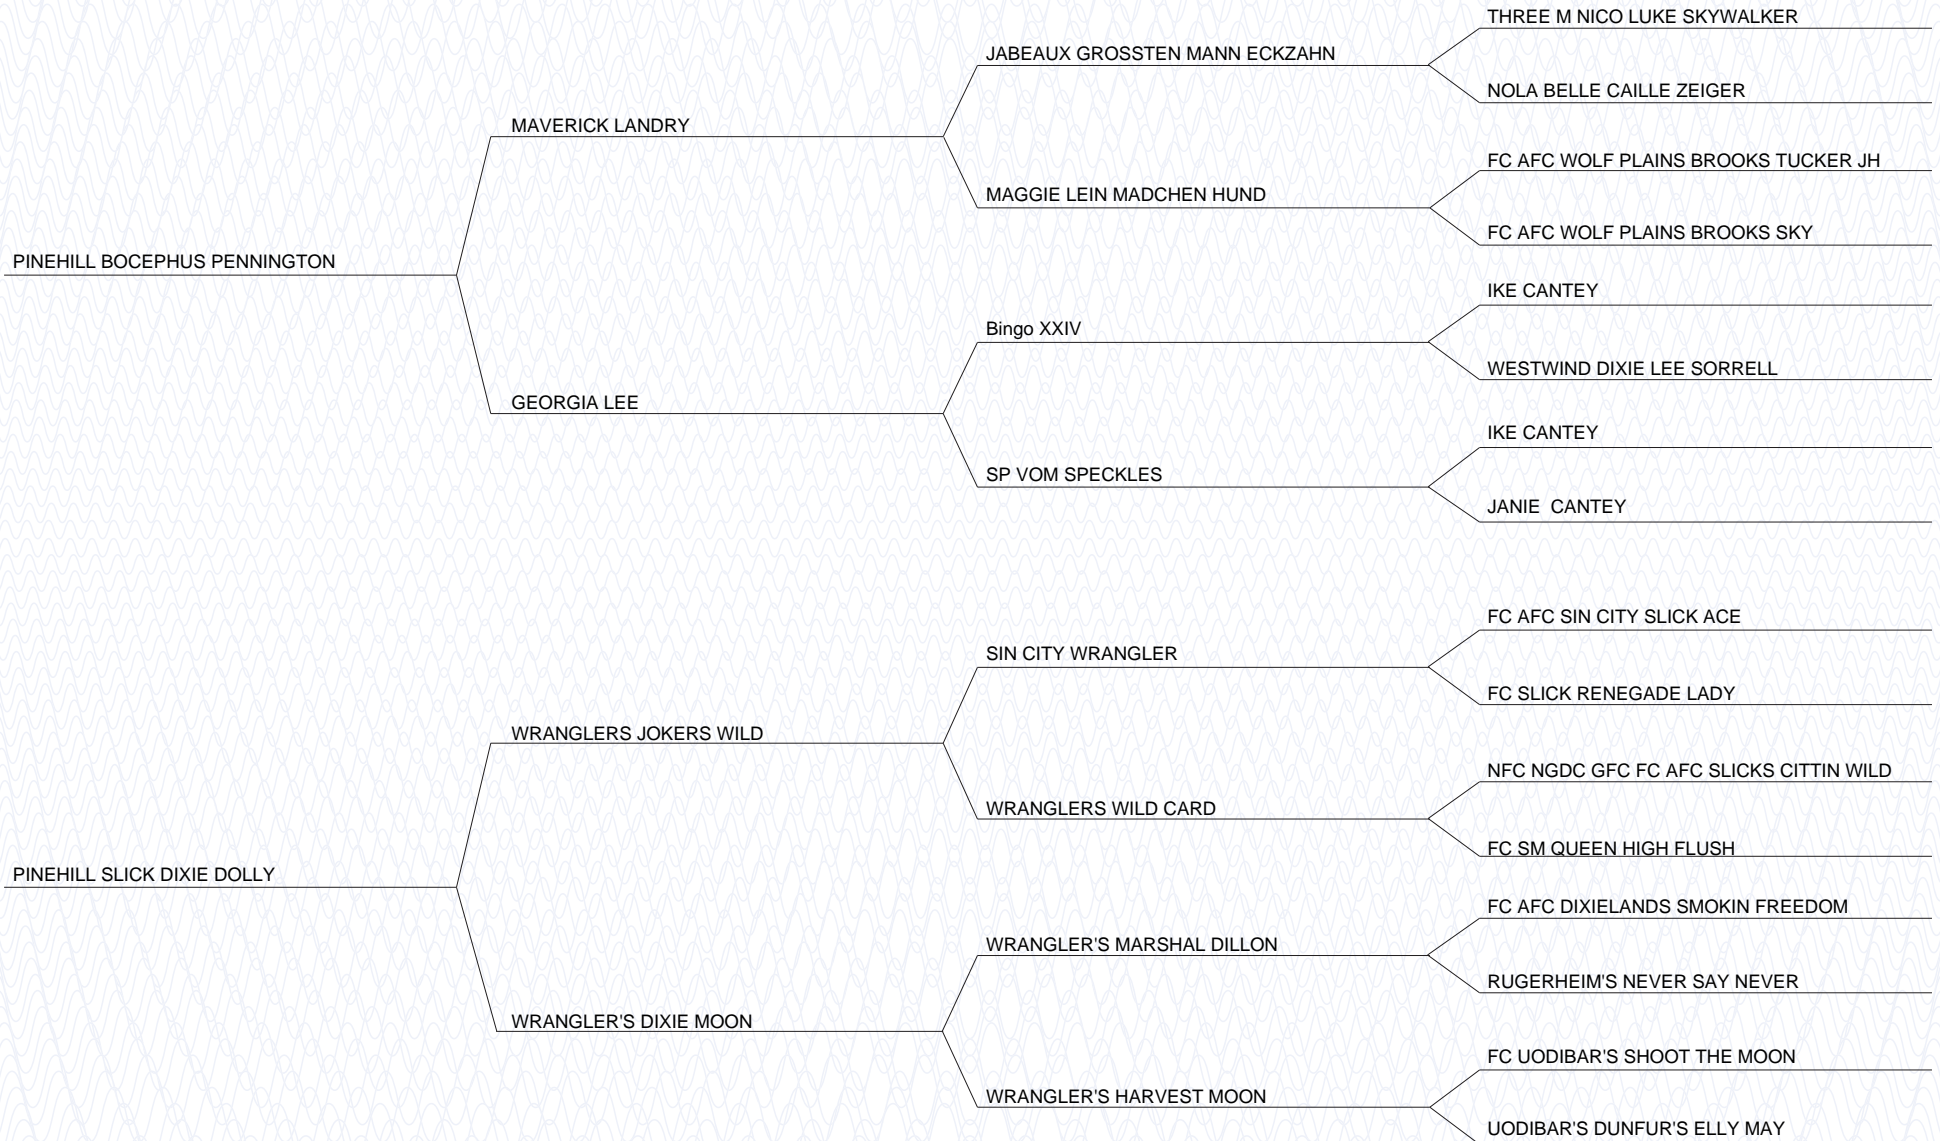 THREE M NICO LUKE SKYWALKER
JABEAUX GROSSTEN MANN ECKZAHN
NOLA BELLE CAILLE ZEIGER
MAVERICK LANDRY
FC AFC WOLF PLAINS BROOKS TUCKER JH
MAGGIE LEIN MADCHEN HUND
FC AFC WOLF PLAINS BROOKS SKY
PINEHILL BOCEPHUS PENNINGTON
IKE CANTEY
Bingo XXIV
WESTWIND DIXIE LEE SORRELL
GEORGIA LEE
IKE CANTEY
SP VOM SPECKLES
JANIE  CANTEY
FC AFC SIN CITY SLICK ACE
SIN CITY WRANGLER
FC SLICK RENEGADE LADY
WRANGLERS JOKERS WILD
NFC NGDC GFC FC AFC SLICKS CITTIN WILD
WRANGLERS WILD CARD
FC SM QUEEN HIGH FLUSH
PINEHILL SLICK DIXIE DOLLY
FC AFC DIXIELANDS SMOKIN FREEDOM
WRANGLER'S MARSHAL DILLON
RUGERHEIM'S NEVER SAY NEVER
WRANGLER'S DIXIE MOON
FC UODIBAR'S SHOOT THE MOON
WRANGLER'S HARVEST MOON
UODIBAR'S DUNFUR'S ELLY MAY